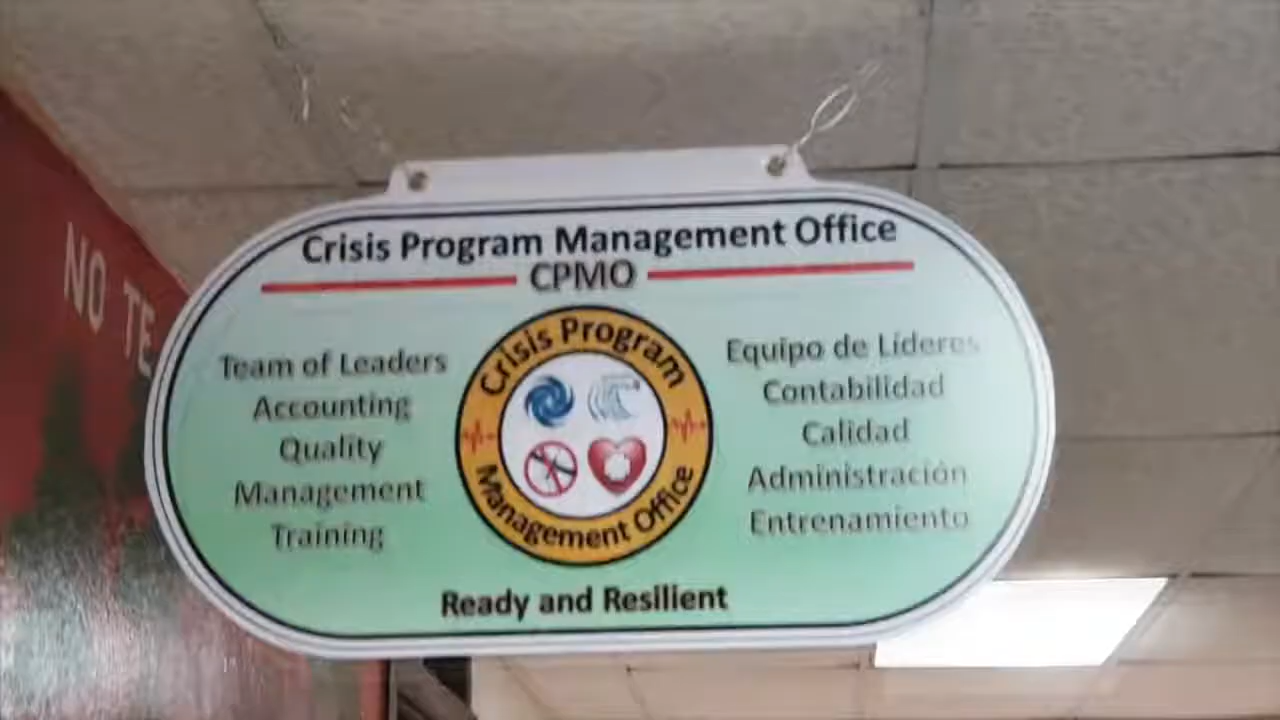 NO TE
Crisis Program Management Office
CPMO
Team of Leaders
Accounting
Quality
Management
Training
Crisis Program
Management Office
Equipo de Líderes
Contabilidad
Calidad
Administración
Entrenamiento
Ready and Resilient